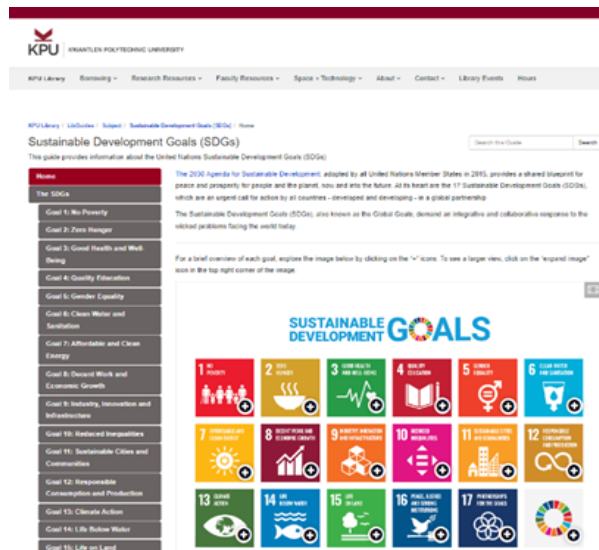 KPU
KWANTLEN POLYTECHNIC UNIVERSITY
KPU Library Borrowing Research Resources Faculty Resources Space + Technology About Contact Library Events Hours
KPU Library / LibGuides / Subject / Sustainable Development Goals (SDGs) / Home
Sustainable Development Goals (SDGs)
Search this Guide Search
This guide provides information about the United Nations Sustainable Development Goals (SDGs)
Home
The SDGs
Goal 1: No Poverty
Goal 2: Zero Hunger
Goal 3: Good Health and Well-
Being
Goal 4: Quality Education
Goal 5: Gender Equality
Goal 6: Clean Water and
Sanitation
Goal 7: Affordable and Clean
Energy
Goal 8: Decent Work and
Economic Growth
Goal 9: Industry, Innovation and
Infrastructure
Goal 10: Reduced Inequalities
Goal 11: Sustainable Cities and
Communities
Goal 12: Responsible
Consumption and Production
Goal 13: Climate Action
Goal 14: Life Below Water
Goal 15: Life on Land
The 2030 Agenda for Sustainable Development, adopted by all United Nations Member States in 2015, provides a shared blueprint for
peace and prosperity for people and the planet, now and into the future. At its heart are the 17 Sustainable Development Goals (SDGs),
which are an urgent call for action by all countries - developed and developing - in a global partnership
The Sustainable Development Goals (SDGs), also known as the Global Goals, demand an integrative and collaborative response to the
wicked problems facing the world today.
For a brief overview of each goal, explore the image below by clicking on the "+" icons. To see a larger view, click on the "expand image"
icon in the top right corner of the image.
SUSTAINABLE
DEVELOPMENT GOALS
1 NO
POVERTY
2 ZERO
HUNGER
3 GOOD HEALTH
AND WELL-BEING
4 QUALITY
EDUCATION
5 GENDER
EQUALITY
6 CLEAN WATER
AND SANITATION
7 AFFORDABLE AND
CLEAN ENERGY
8 DECENT WORK AND
ECONOMIC GROWTH
9 INDUSTRY, INNOVATION
AND INFRASTRUCTURE
10 REDUCED
INEQUALITIES
11 SUSTAINABLE CITIES
AND COMMUNITIES
12 RESPONSIBLE
CONSUMPTION
AND PRODUCTION
13 CLIMATE
ACTION
14 LIFE
BELOW WATER
15 LIFE
ON LAND
16 PEACE, JUSTICE
AND STRONG
INSTITUTIONS
17 PARTNERSHIPS
FOR THE GOALS